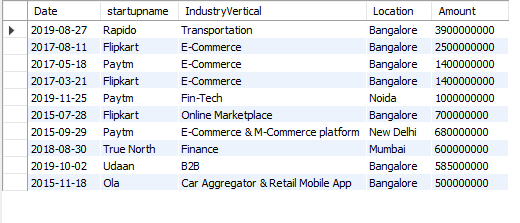 Date startupname IndustryVertical Location Amount
2019-08-27 Rapido Transportation Bangalore 3900000000
2017-08-11 Flipkart E-Commerce Bangalore 2500000000
2017-05-18 Paytm E-Commerce Bangalore 1400000000
2017-03-21 Flipkart E-Commerce Bangalore 1400000000
2019-11-25 Paytm Fin-Tech Noida 1000000000
2015-07-28 Flipkart Online Marketplace Bangalore 700000000
2015-09-29 Paytm E-Commerce & M-Commerce platform New Delhi 680000000
2018-08-30 True North Finance Mumbai 600000000
2019-10-02 Udaan B2B Bangalore 585000000
2015-11-18 Ola Car Aggregator & Retail Mobile App Bangalore 500000000